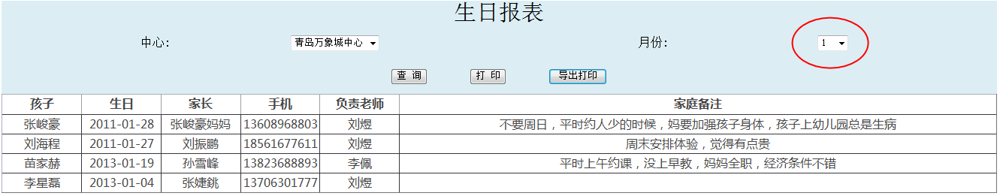 生日报表
中心: 青岛万象城中心 月份: 1
查 询 打 印 导出打印
孩子 生日 家长 手机 负责老师 家庭备注
张峻豪 2011-01-28 张峻豪妈妈 13608968803 刘煜 不要周日，平时约人少的时候，妈要加强孩子身体，孩子上幼儿园总是生病
刘海程 2011-01-27 刘振鹏 18561677611 刘煜 周末安排体验，觉得有点贵
苗家赫 2013-01-19 孙雪峰 13823688893 李佩 平时上午约课，没上早教，妈妈全职，经济条件不错
李星磊 2013-01-04 张婕銚 13706301777 刘煜